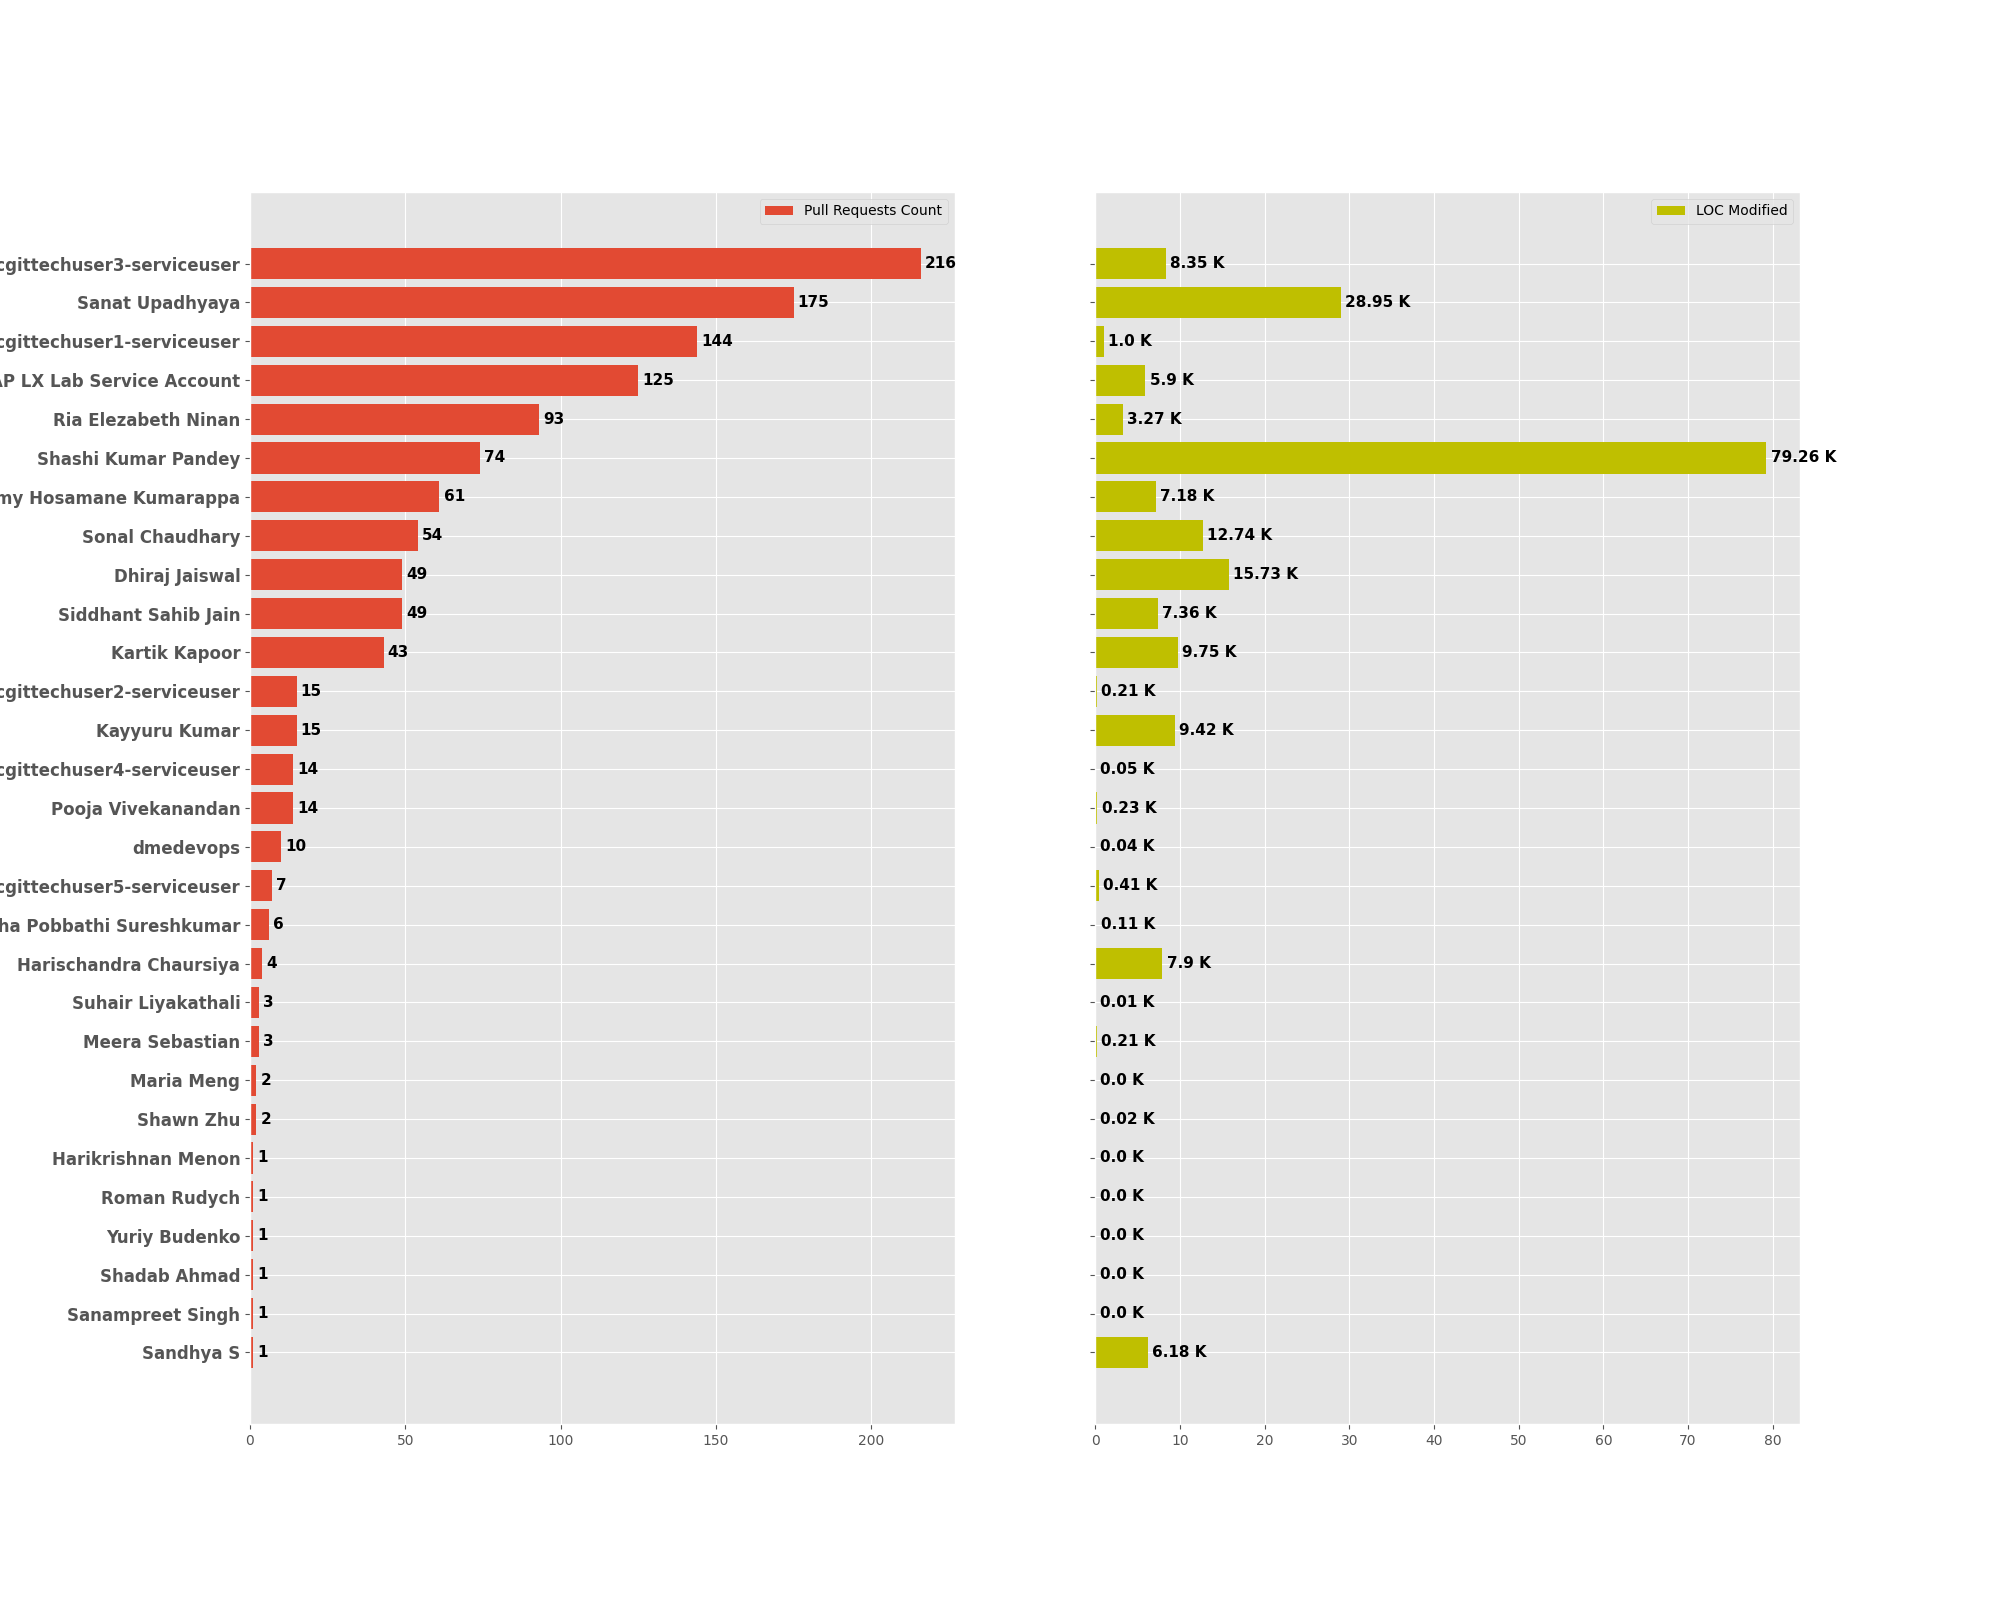 Pull Requests Count
LOC Modified
cgittechuser3-serviceuser 216 8.35 K
Sanat Upadhyaya 175 28.95 K
cgittechuser1-serviceuser 144 1.0 K
AP LX Lab Service Account 125 5.9 K
Ria Elezabeth Ninan 93 3.27 K
Shashi Kumar Pandey 74 79.26 K
my Hosamane Kumarappa 61 7.18 K
Sonal Chaudhary 54 12.74 K
Dhiraj Jaiswal 49 15.73 K
Siddhant Sahib Jain 49 7.36 K
Kartik Kapoor 43 9.75 K
cgittechuser2-serviceuser 15 0.21 K
Kayyuru Kumar 15 9.42 K
cgittechuser4-serviceuser 14 0.05 K
Pooja Vivekanandan 14 0.23 K
dmedevops 10 0.04 K
cgittechuser5-serviceuser 7 0.41 K
ha Pobbathi Sureshkumar 6 0.11 K
Harischandra Chaursiya 4 7.9 K
Suhair Liyakathali 3 0.01 K
Meera Sebastian 3 0.21 K
Maria Meng 2 0.0 K
Shawn Zhu 2 0.02 K
Harikrishnan Menon 1 0.0 K
Roman Rudych 1 0.0 K
Yuriy Budenko 1 0.0 K
Shadab Ahmad 1 0.0 K
Sanampreet Singh 1 0.0 K
Sandhya S 1 6.18 K
0 50 100 150 200
0 10 20 30 40 50 60 70 80